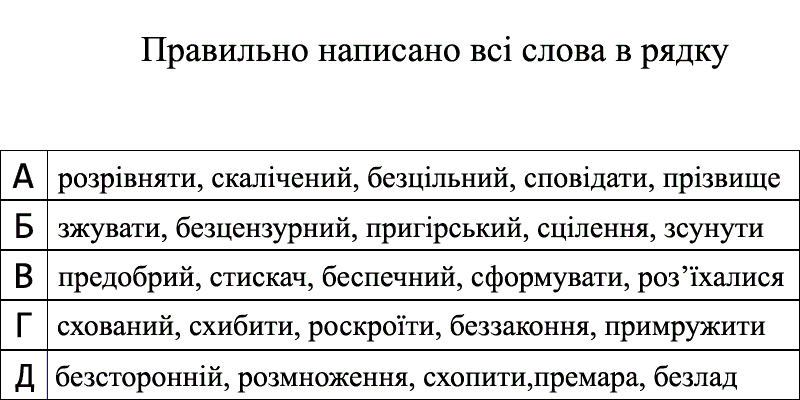 Правильно написано всі слова в рядку
А розрівняти, скалічений, безцільний, сповідати, прізвище
Б зжувати, безцензурний, пригірський, сцілення, зсунути
В предобрий, стискач, беспечний, сформувати, роз’їхалися
Г схований, схибити, роскроїти, беззаконня, примружити
Д безсторонній, розмноження, схопити,премара, безлад